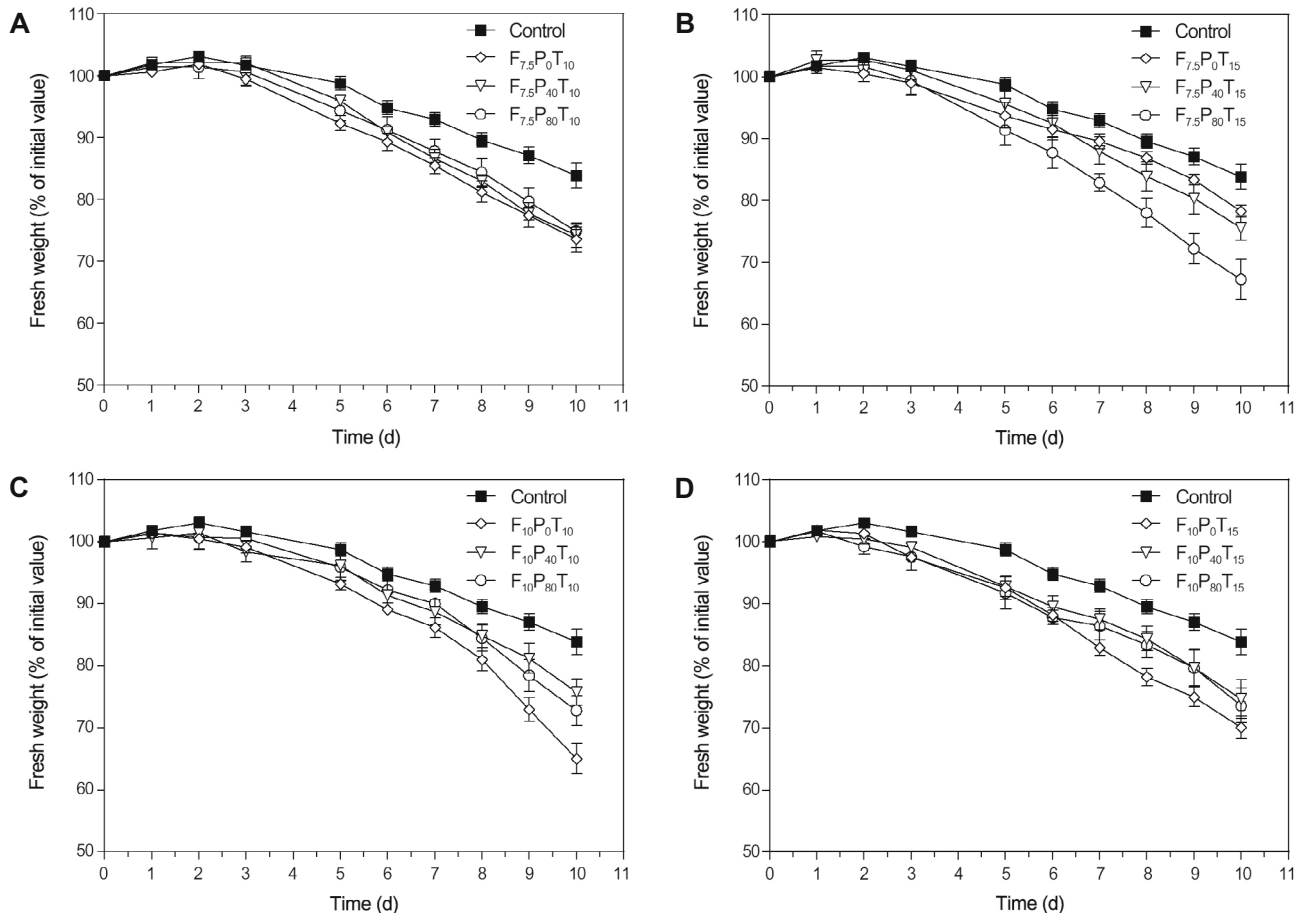 A
Control
F7.5P0T10
F7.5P40T10
F7.5P80T10
Fresh weight (% of initial value)
110
100
90
80
70
60
50
0 1 2 3 4 5 6 7 8 9 10 11
Time (d)
B
Control
F7.5P0T15
F7.5P40T15
F7.5P80T15
Fresh weight (% of initial value)
110
100
90
80
70
60
50
0 1 2 3 4 5 6 7 8 9 10 11
Time (d)
C
Control
F10P0T10
F10P40T10
F10P80T10
Fresh weight (% of initial value)
110
100
90
80
70
60
50
0 1 2 3 4 5 6 7 8 9 10 11
Time (d)
D
Control
F10P0T15
F10P40T15
F10P80T15
Fresh weight (% of initial value)
110
100
90
80
70
60
50
0 1 2 3 4 5 6 7 8 9 10 11
Time (d)